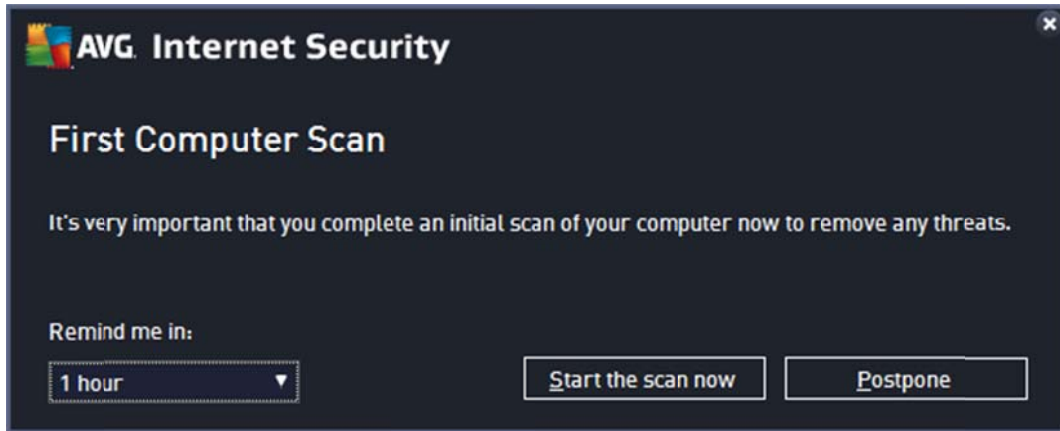 AVG. Internet Security
First Computer Scan
It's very important that you complete an initial scan of your computer now to remove any threats.
Remind me in:
1 hour
Start the scan now
Postpone